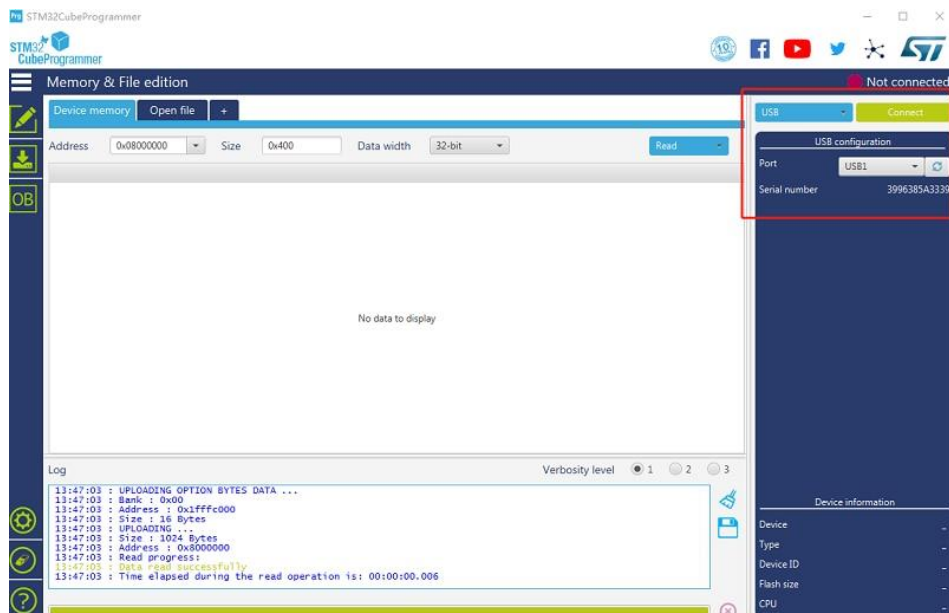 Prg STM32CubeProgrammer
STM32
CubeProgrammer
10
Memory & File edition
Not connected
Device memory Open file +
USB Connect
Address 0x08000000 Size 0x400 Data width 32-bit Read
USB configuration
Port USB1
Serial number 3996385A3339
OB
No data to display
Log Verbosity level 1 2 3
13:47:03 : UPLOADING OPTION BYTES DATA ...
13:47:03 : Bank : 0x00
13:47:03 : Address : 0x1fffc000
13:47:03 : Size : 16 Bytes
13:47:03 : UPLOADING ...
13:47:03 : Size : 1024 Bytes
13:47:03 : Address : 0x8000000
13:47:03 : Read progress:
13:47:03 : Data read successfully
13:47:03 : Time elapsed during the read operation is: 00:00:00.006
Device information
Device -
Type -
Device ID -
Flash size -
CPU -
?